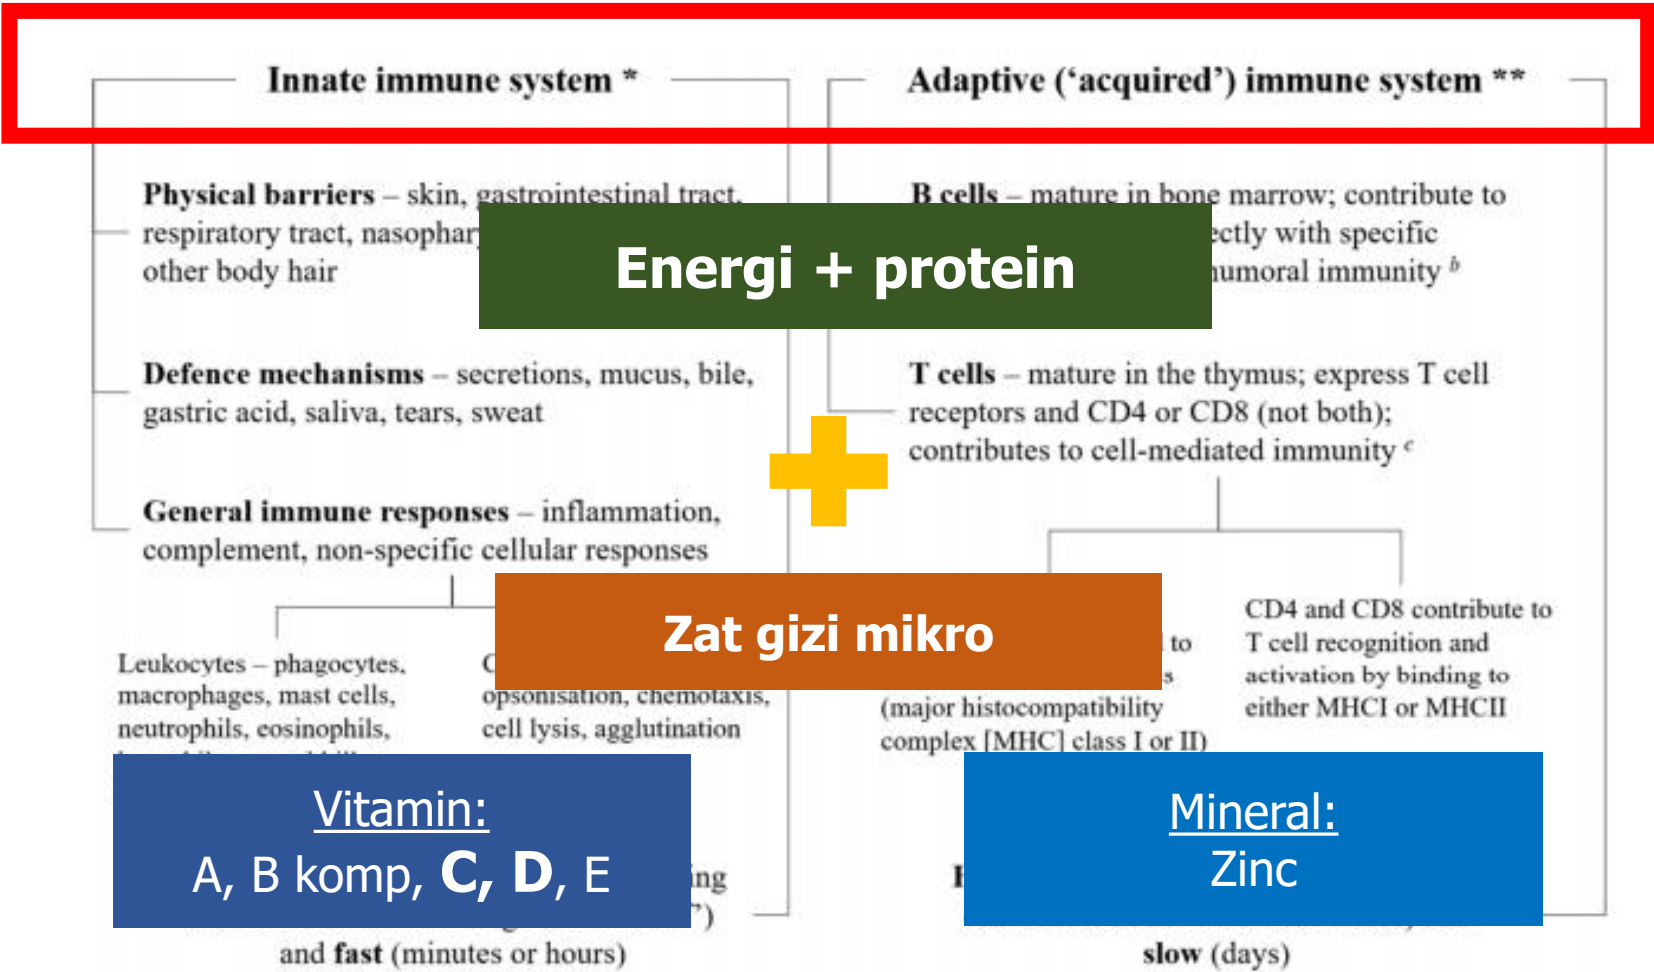 Innate immune system *
Adaptive (‘acquired’) immune system **
Physical barriers – skin, gastrointestinal tract,
respiratory tract, nasophar
other body hair
B cells – mature in bone marrow; contribute to
ectly with specific
humoral immunity b
Energi + protein
Defence mechanisms – secretions, mucus, bile,
gastric acid, saliva, tears, sweat
T cells – mature in the thymus; express T cell
receptors and CD4 or CD8 (not both);
contributes to cell-mediated immunity c
General immune responses – inflammation,
complement, non-specific cellular responses
Zat gizi mikro
Leukocytes – phagocytes,
macrophages, mast cells,
neutrophils, eosinophils,
opsonisation, chemotaxis,
cell lysis, agglutination
to
s
(major histocompatibility
complex [MHC] class I or II)
CD4 and CD8 contribute to
T cell recognition and
activation by binding to
either MHCI or MHCII
Vitamin:
A, B komp, C, D, E
Mineral:
Zinc
ing
’)
and fast (minutes or hours)
slow (days)